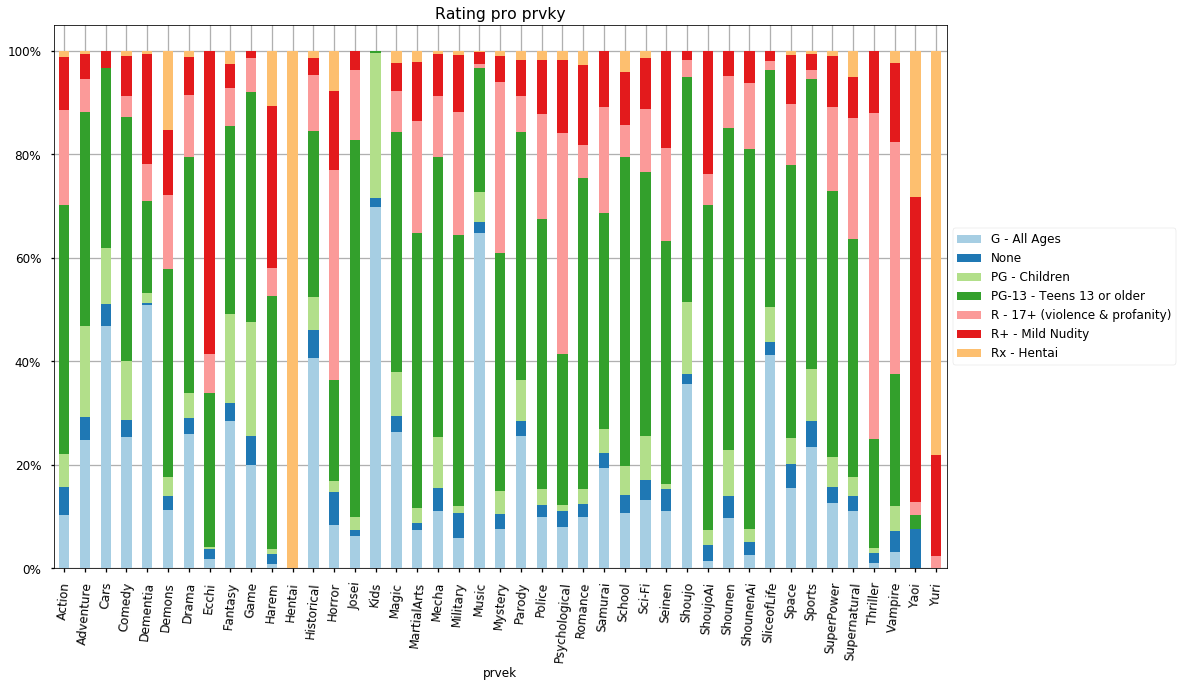 Rating pro prvky
100%
80%
60%
40%
20%
0%
Action
Adventure
Cars
Comedy
Dementia
Demons
Drama
Ecchi
Fantasy
Game
Harem
Hentai
Historical
Horror
Josei
Kids
Magic
MartialArts
Mecha
Military
Music
Mystery
Parody
Police
Psychological
Romance
Samurai
School
Sci-Fi
Seinen
Shoujo
ShoujoAi
Shounen
ShounenAi
SliceofLife
Space
Sports
SuperPower
Supernatural
Thriller
Vampire
Yaoi
Yuri
prvek
G - All Ages
None
PG - Children
PG-13 - Teens 13 or older
R - 17+ (violence & profanity)
R+ - Mild Nudity
Rx - Hentai